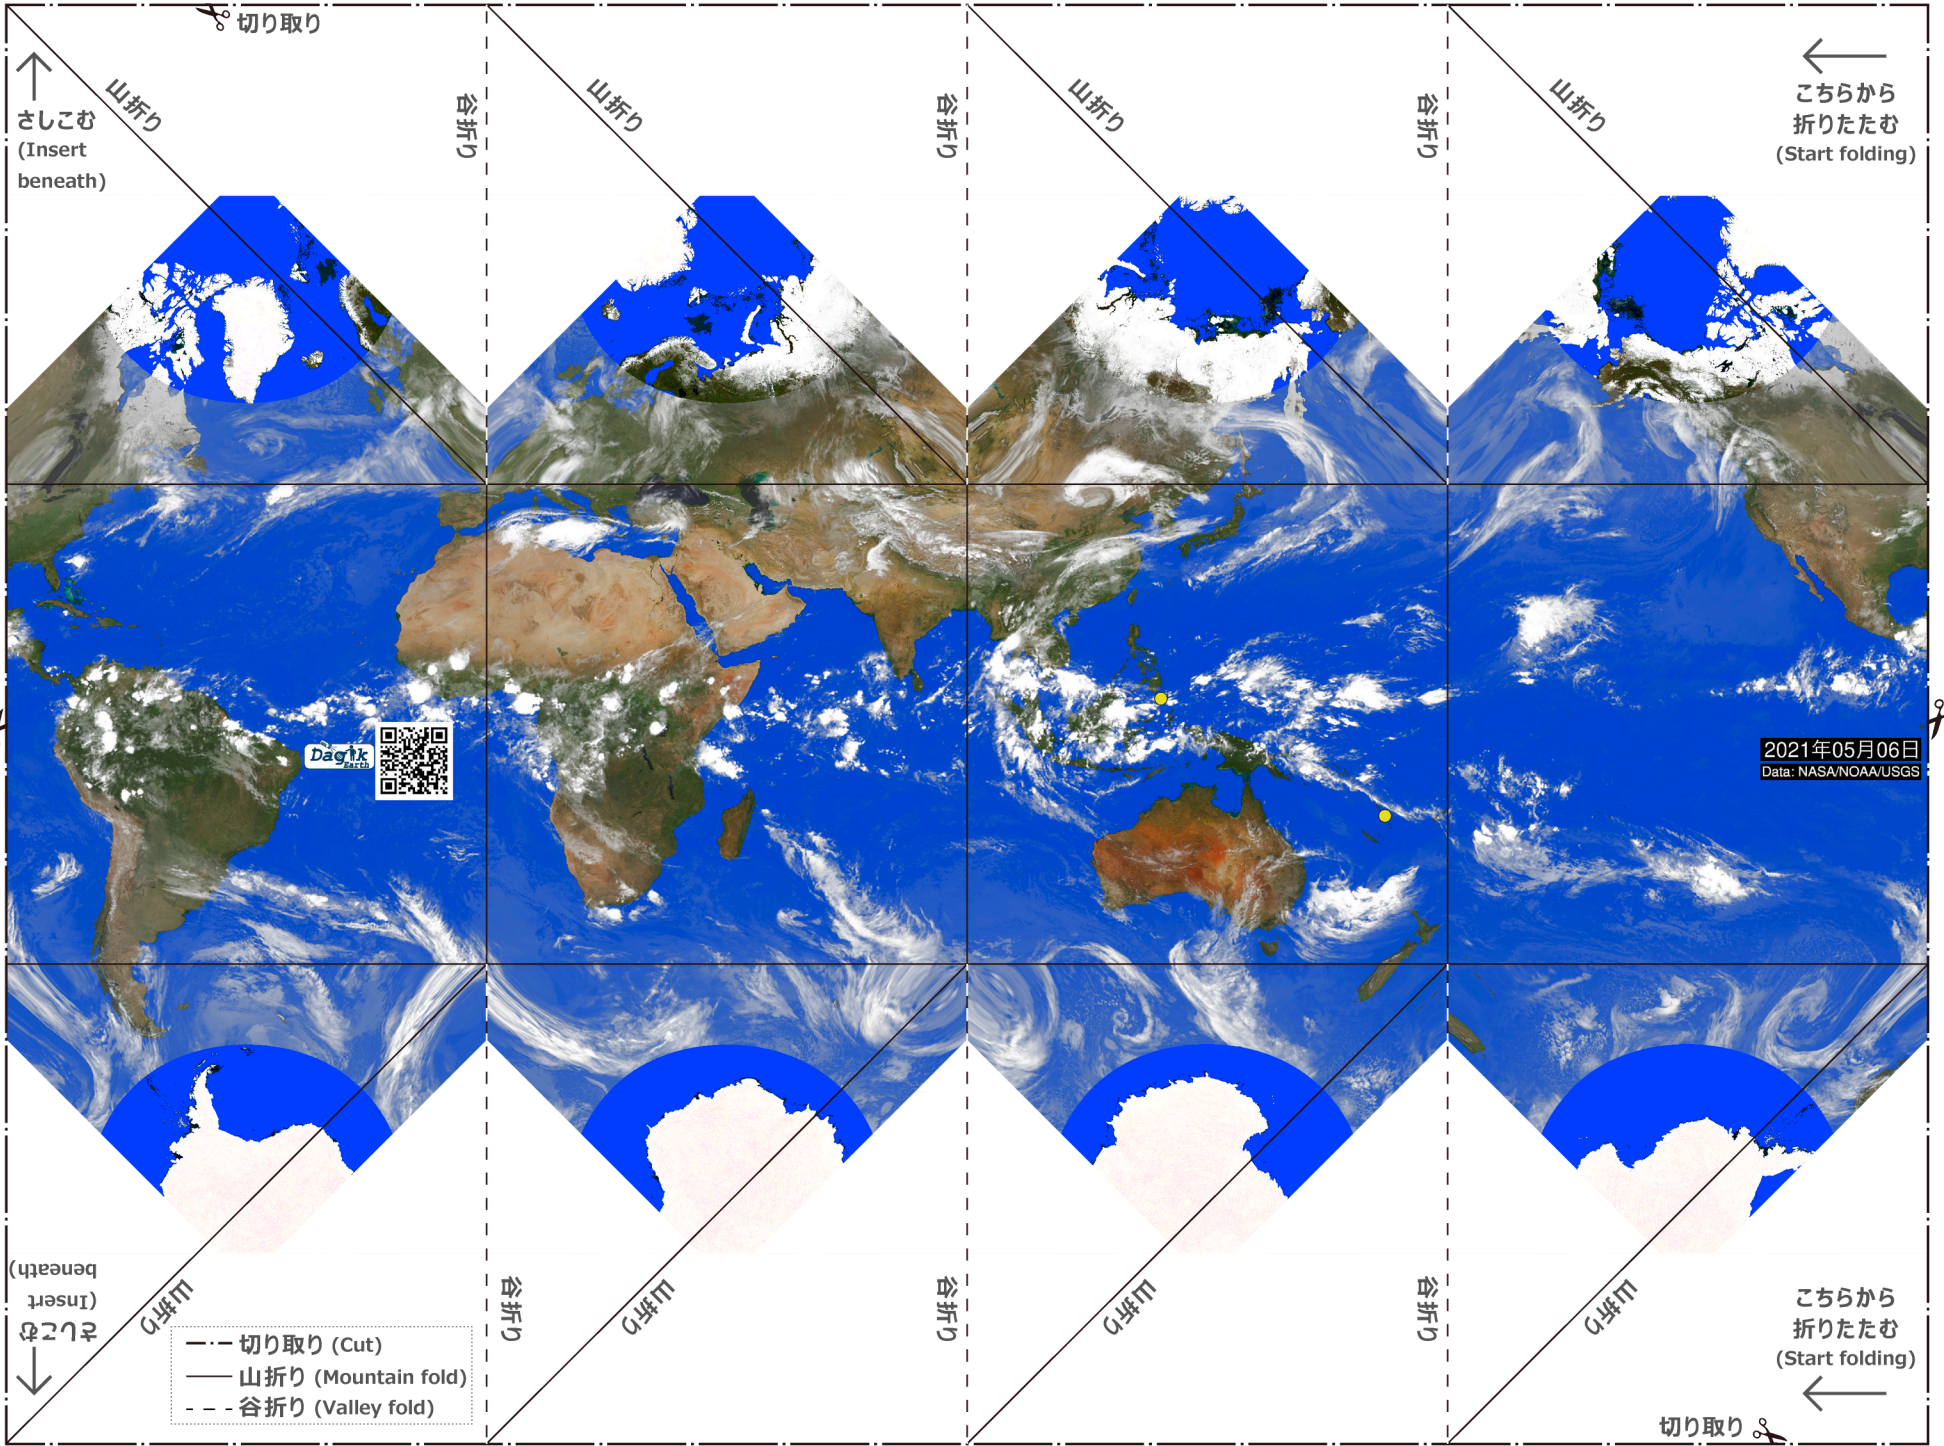 切り取り
こちらから
折りたたむ
(Start folding)
さしこむ
(Insert
beneath)
山折り
谷折り
山折り
谷折り
山折り
谷折り
山折り
Dagik
Earth
2021年05月06日
Data: NASA/NOAA/USGS
さしこむ
(Insert
beneath)
山折り
谷折り
山折り
谷折り
山折り
谷折り
山折り
こちらから
折りたたむ
(Start folding)
切り取り (Cut)
山折り (Mountain fold)
谷折り (Valley fold)
切り取り